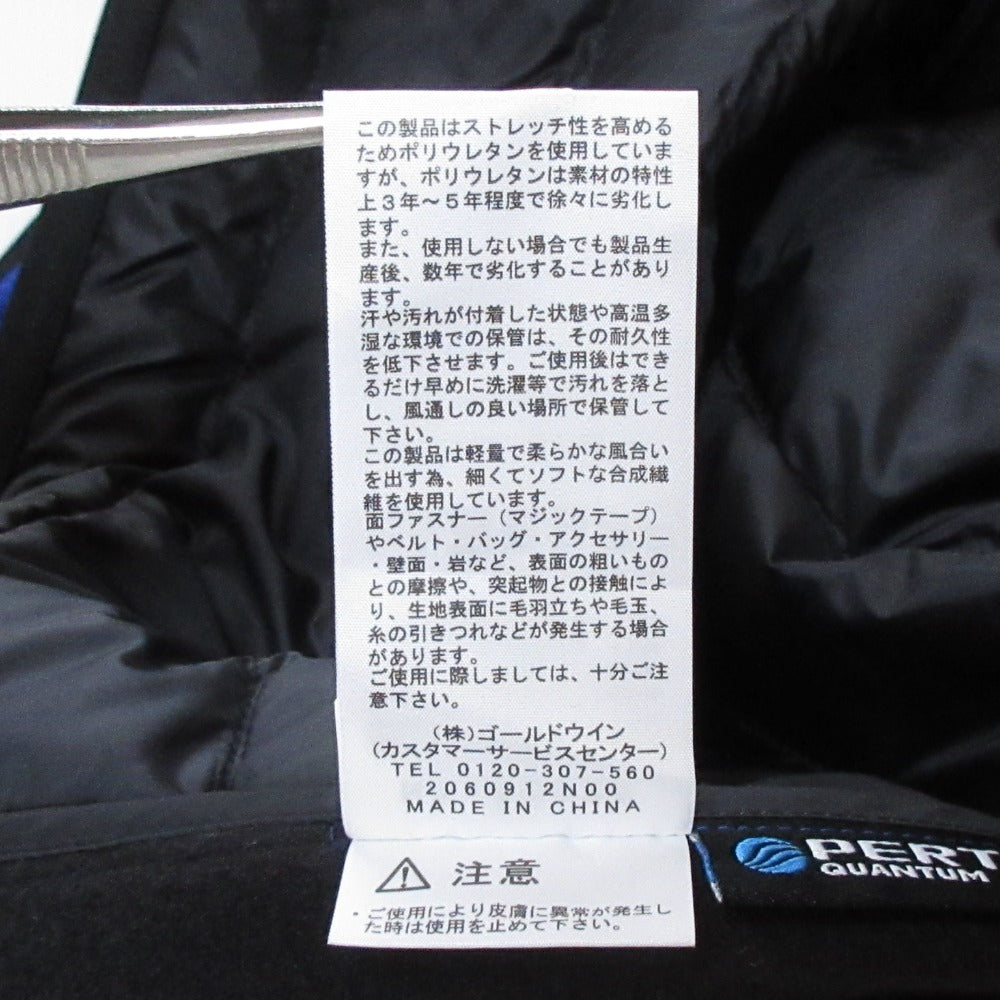 この製品はストレッチ性を高める
ためポリウレタンを使用していま
すが、ポリウレタンは素材の特性
上3年～5年程度で徐々に劣化し
ます。
また、使用しない場合でも製品生
産後、数年で劣化することがあり
ます。
汗や汚れが付着した状態や高温多
湿な環境での保管は、その耐久性
を低下させます。ご使用後はでき
るだけ早めに洗濯等で汚れを落と
し、風通しの良い場所で保管して
下さい。
この製品は軽量で柔らかな風合い
を出す為、細くてソフトな合成繊
維を使用しています。
面ファスナー（マジックテープ）
やベルト・バッグ・アクセサリー
・壁面・岩など、表面の粗いもの
との摩擦や、突起物との接触によ
り、生地表面に毛羽立ちや毛玉、
糸の引きつれなどが発生する場合
があります。
ご使用に際しましては、十分ご注
意下さい。
（株）ゴールドウイン
(カスタマーサービスセンター)
TEL 0120-307-560
2060912N00
MADE IN CHINA
⚠ 注意
・ご使用により皮膚に異常が発生し
た時は使用を止めて下さい。
PERT
QUANTUM